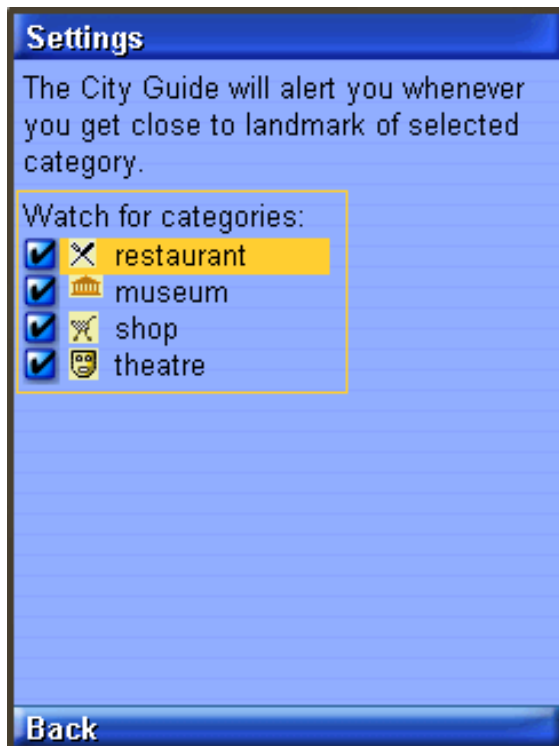 Settings
The City Guide will alert you whenever
you get close to landmark of selected
category.
Watch for categories:
restaurant
museum
shop
theatre
Back